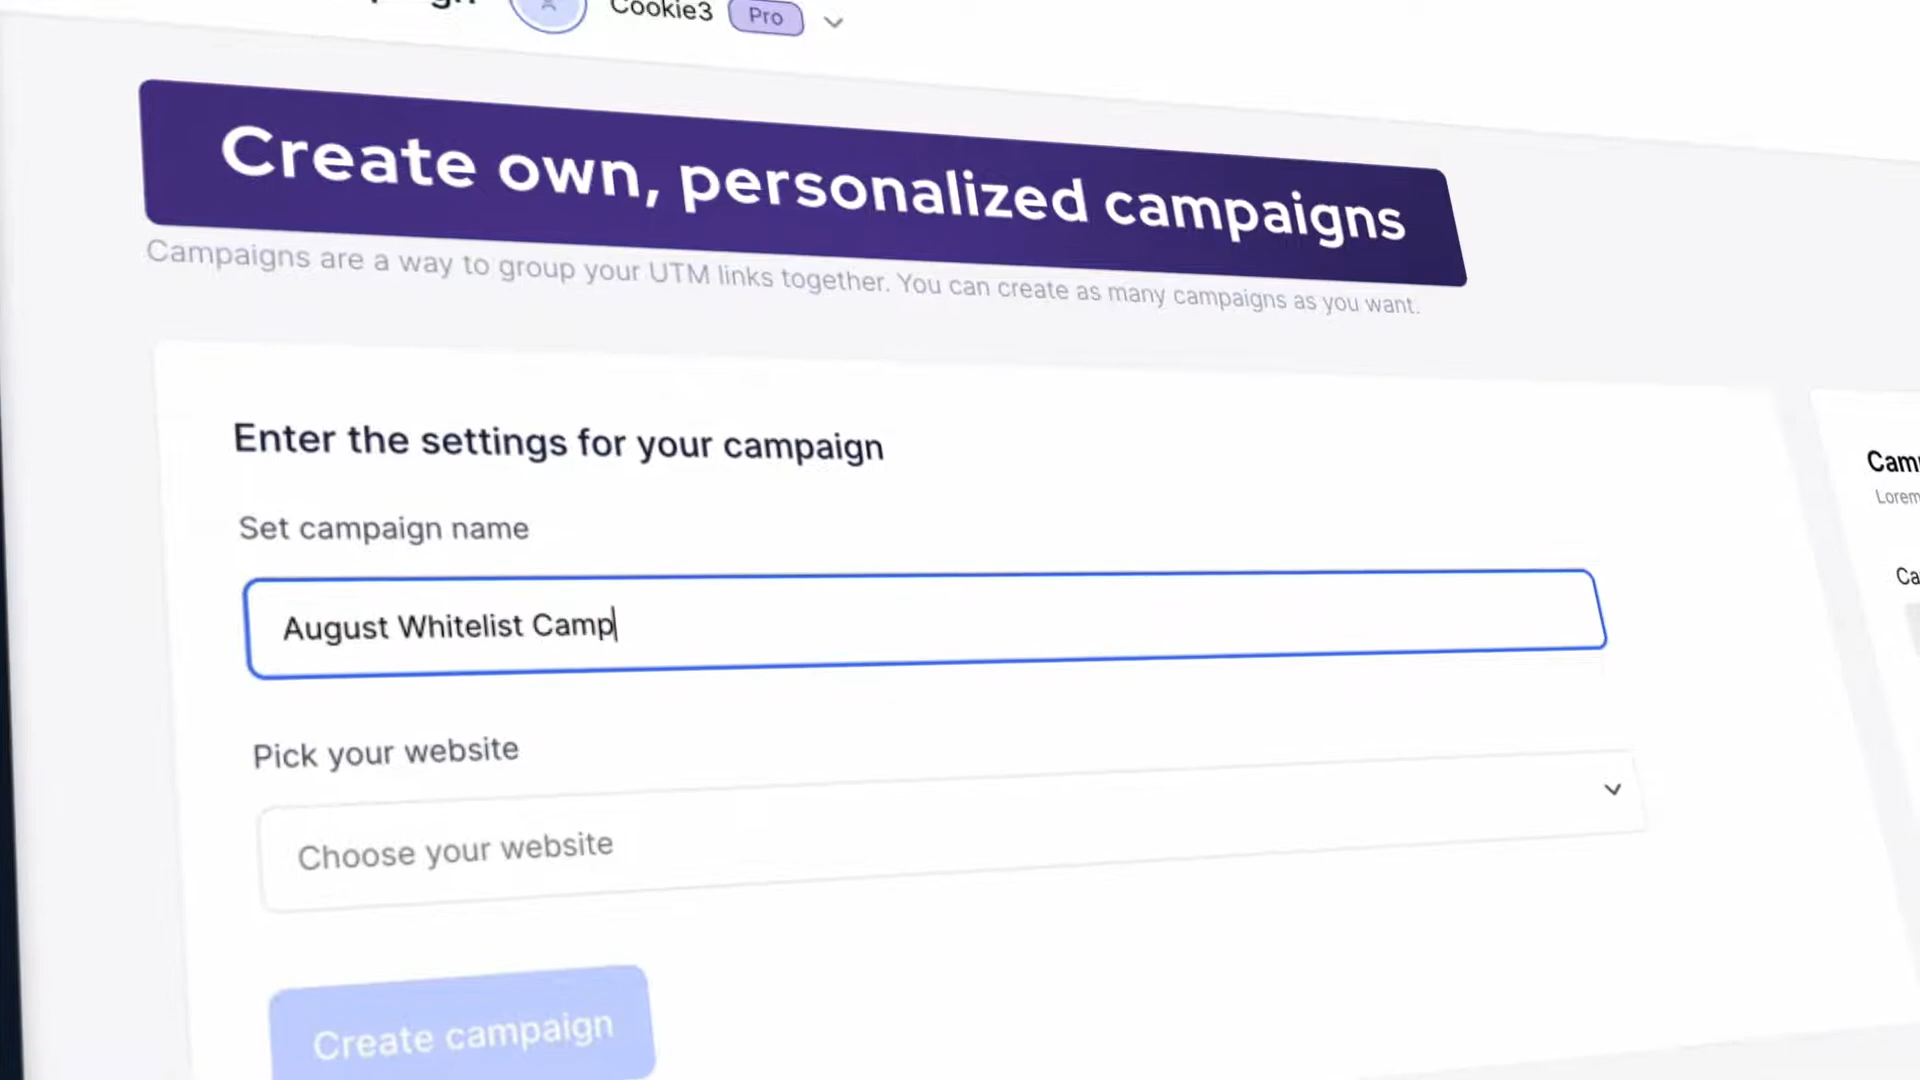 Cookie3 Pro
Create own, personalized campaigns
Campaigns are a way to group your UTM links together. You can create as many campaigns as you want.
Enter the settings for your campaign
Set campaign name
August Whitelist Camp
Pick your website
Choose your website
Create campaign
Lorem